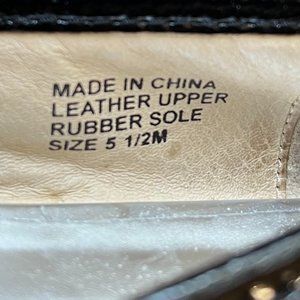 MADE IN CHINA
LEATHER UPPER
RUBBER SOLE
SIZE 5 1/2M